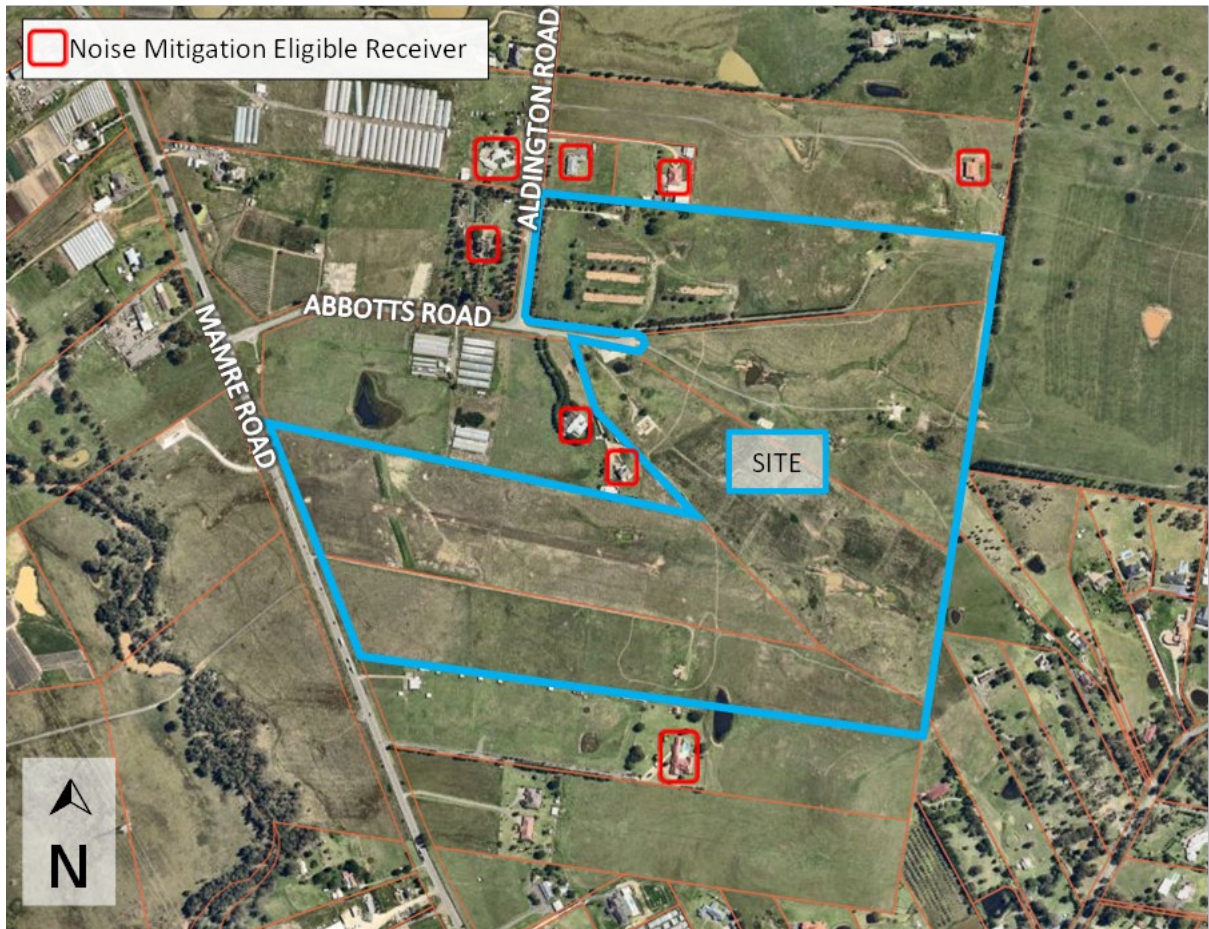 Noise Mitigation Eligible Receiver
ALDINGTON ROAD
ABBOTTS ROAD
MAMRE ROAD
SITE
N